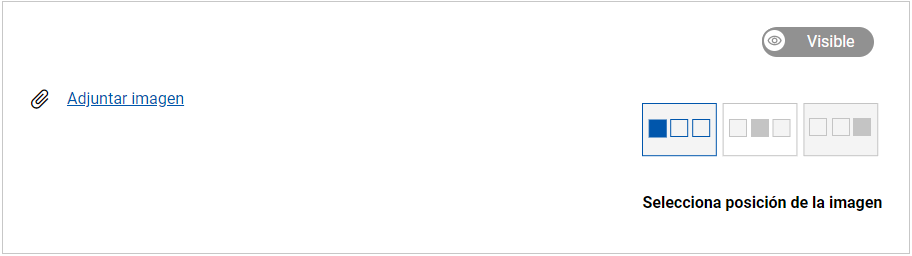 Visible
Adjuntar imagen
Selecciona posición de la imagen